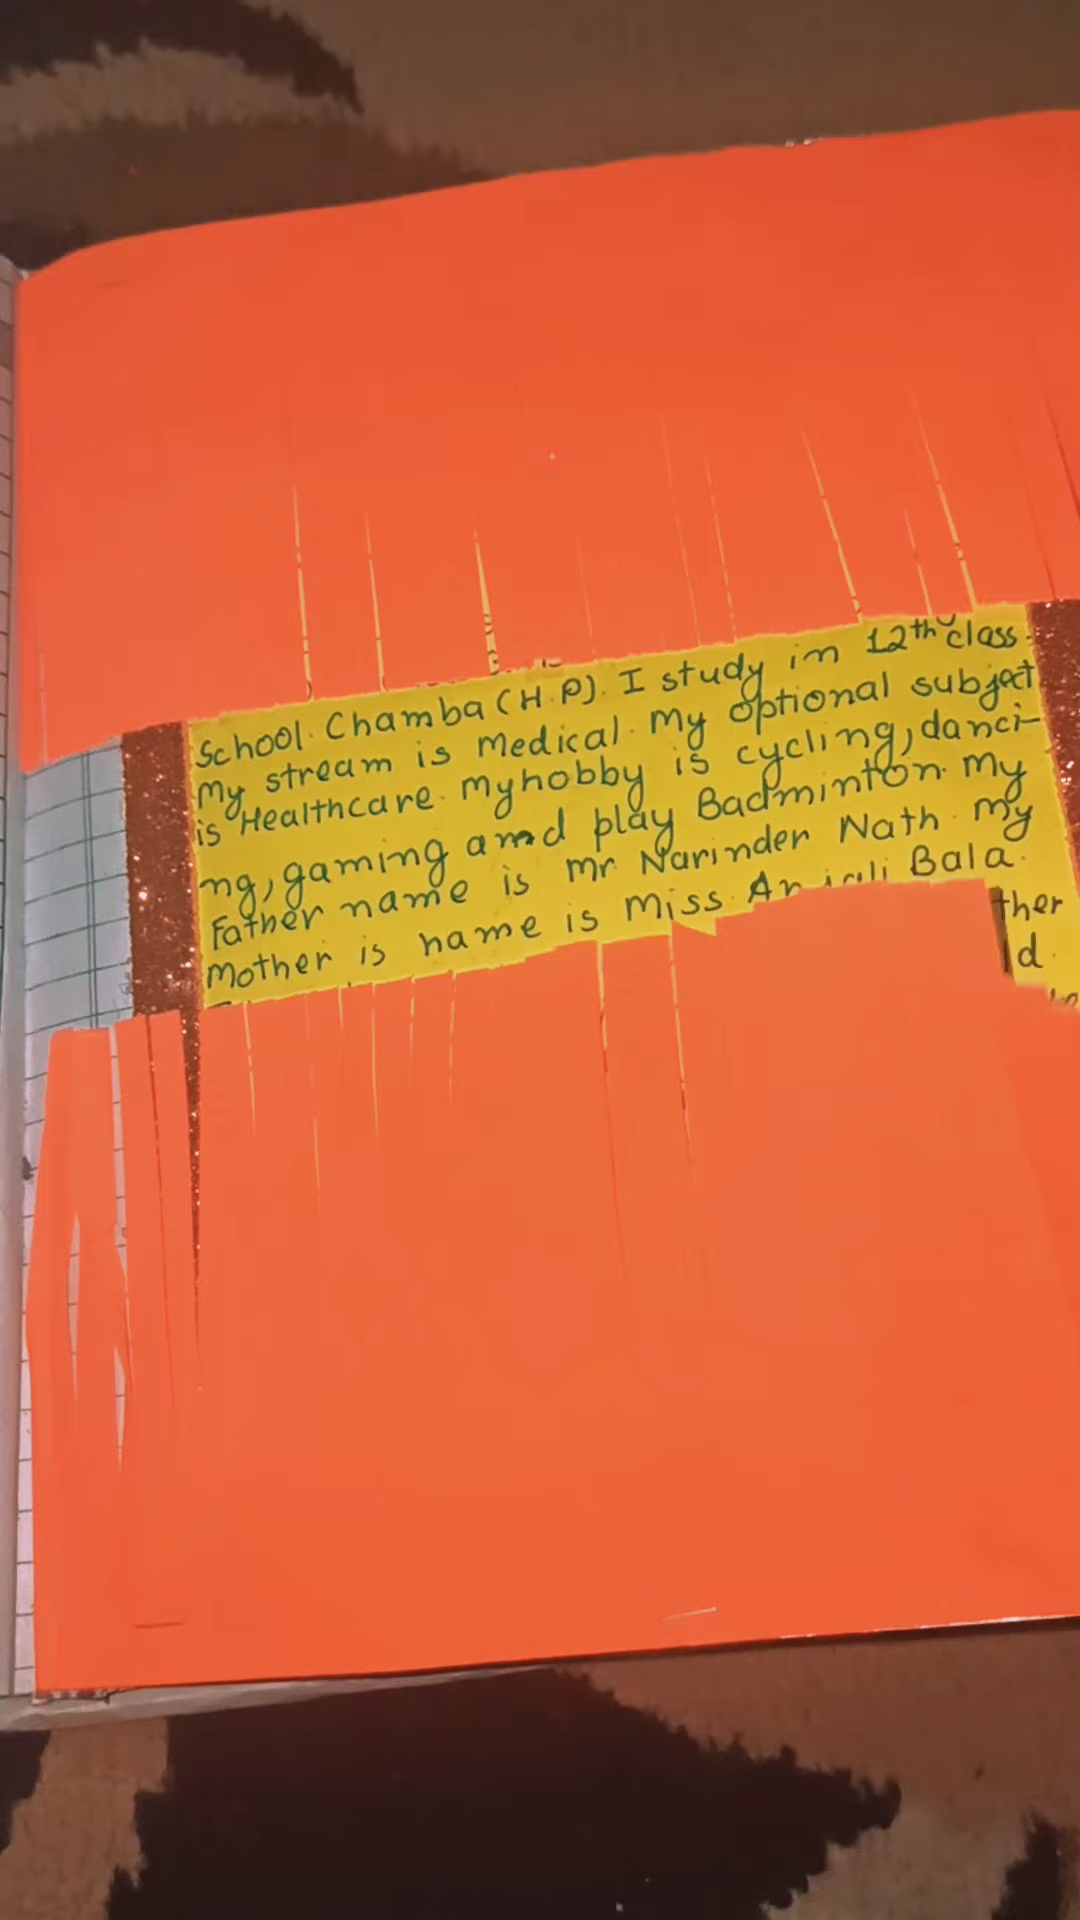 School. Chamba (H.P). I study in 12th class.
My stream is Medical. My optional subject
is Healthcare. My hobby is cycling, danci-
ng, gaming amd play Badminton. My
Father name is Mr Narinder Nath. My
Mother is name is Miss. Bala.
ther
d.